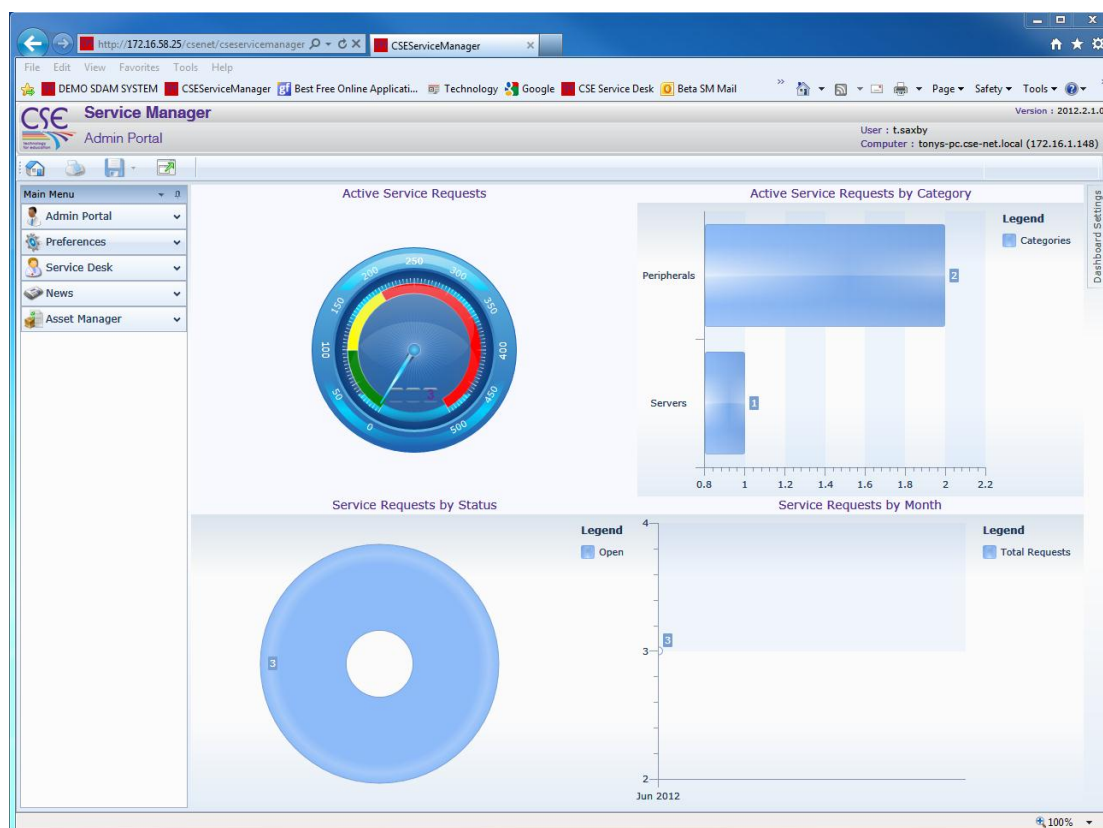 http://172.16.58.25/csenet/cseservicemanager
CSEServiceManager
File Edit View Favorites Tools Help
DEMO SDAM SYSTEM CSEServiceManager Best Free Online Applicati... Technology Google CSE Service Desk Beta SM Mail Page Safety Tools
CSE Service Manager
Version : 2012.2.1.0
technology for education
Admin Portal
User : t.saxby
Computer : tonys-pc.cse-net.local (172.16.1.148)
Main Menu
Admin Portal
Preferences
Service Desk
News
Asset Manager
Active Service Requests
0 50 100 150 200 250 300 350 400 450 500
3
Active Service Requests by Category
Legend
Categories
Peripherals
2
Servers
1
0.8 1 1.2 1.4 1.6 1.8 2 2.2
Dashboard Settings
Service Requests by Status
Legend
Open
3
Service Requests by Month
Legend
Total Requests
4
3
3
2
Jun 2012
100%